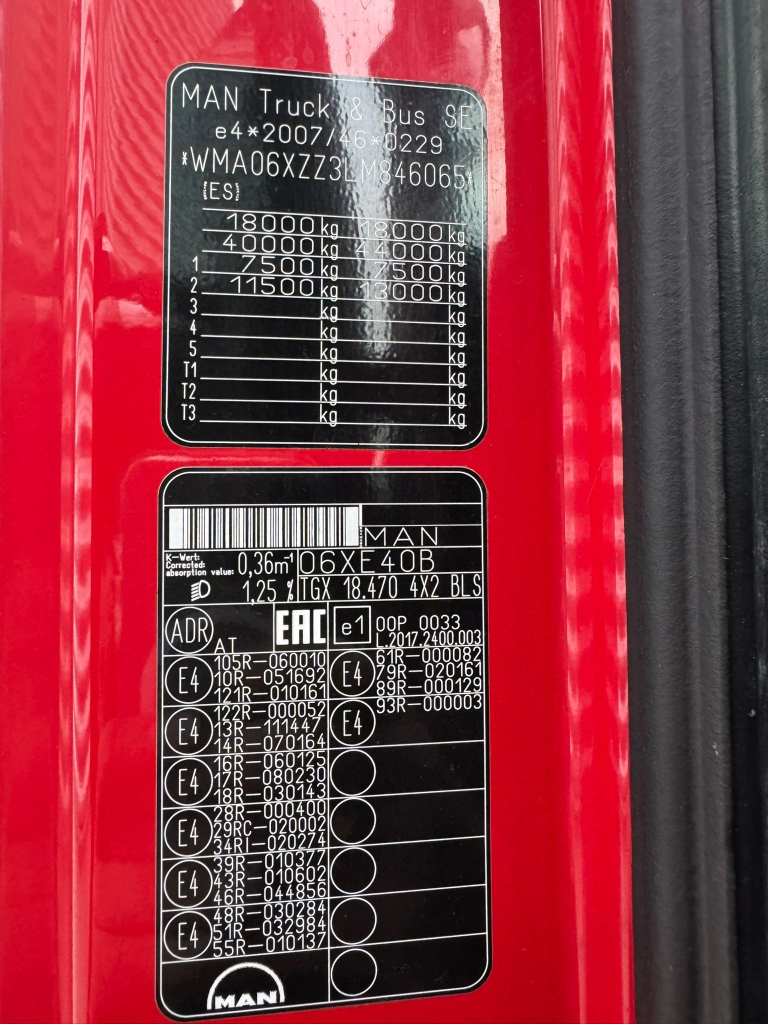 MAN Truck & Bus SE
e4*2007/46*0229
*WMA06XZZ3LM846065*
(ES)
18000 kg 18000 kg
40000 kg 44000 kg
1 7500 kg 7500 kg
2 11500 kg 13000 kg
3 kg kg
4 kg kg
5 kg kg
T1 kg kg
T2 kg kg
T3 kg kg
MAN
K-Wert: Corrected absorption value: 0,36m⁻¹ 06XE40B
1,25 % TGX 18.470 4X2 BLS
ADR AT EAC e1 00P 0033
L.2017.2400.003
E4 105R-060010 E4 61R-000082
10R-051692 79R-020161
121R-010161 89R-000129
E4 122R-000052 E4 93R-000003
13R-111447
14R-070164
E4 16R-060125
17R-080230
18R-030143
E4 28R-000400
29RC-020002
34RI-020274
E4 39R-010377
43R-010602
46R-044856
E4 48R-030284
51R-032984
55R-010137
MAN